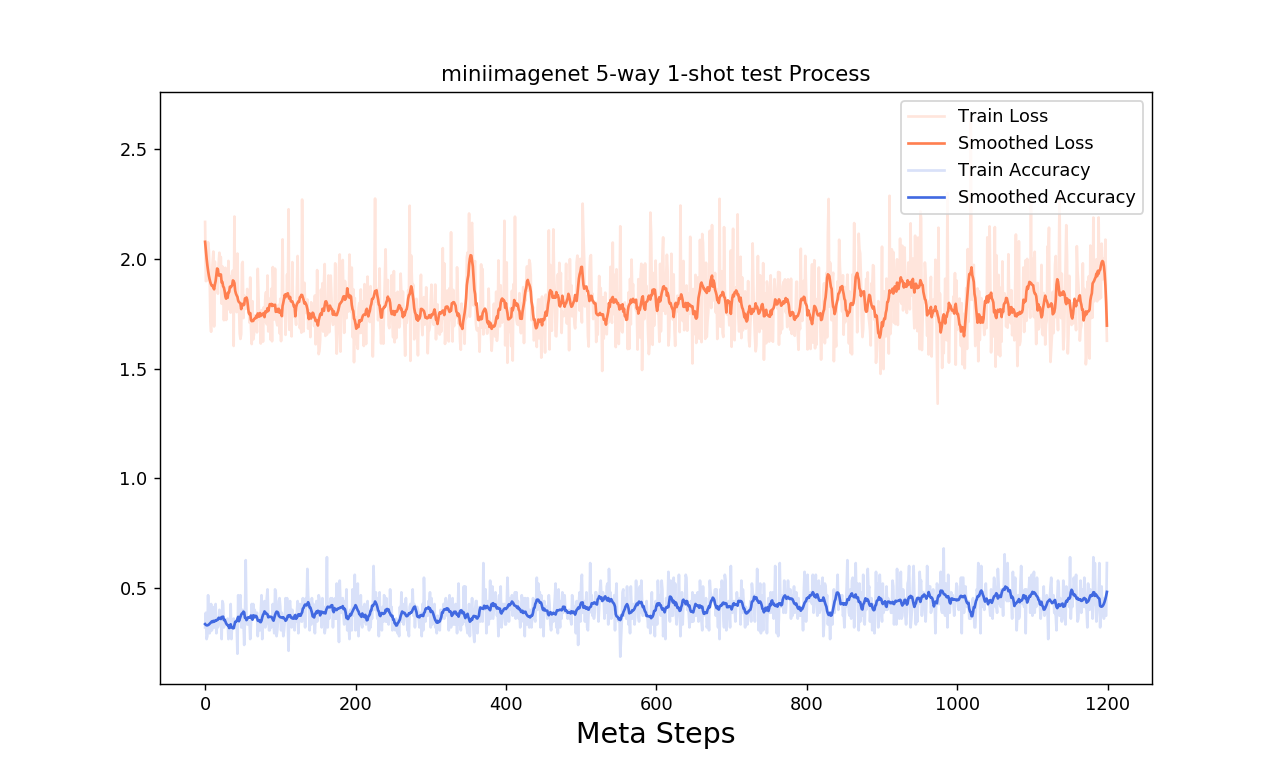 miniimagenet 5-way 1-shot test Process
Train Loss
Smoothed Loss
Train Accuracy
Smoothed Accuracy
2.5
2.0
1.5
1.0
0.5
0 200 400 600 800 1000 1200
Meta Steps